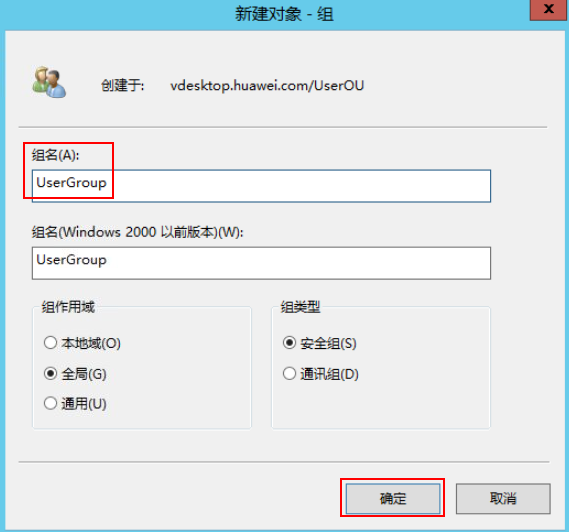 新建对象 - 组
x
创建于: vdesktop.huawei.com/UserOU
组名(A):
UserGroup
组名(Windows 2000 以前版本)(W):
UserGroup
组作用域
本地域(O)
全局(G)
通用(U)
组类型
安全组(S)
通讯组(D)
确定
取消